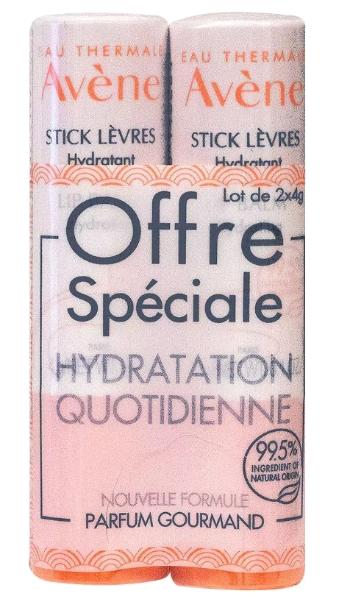 EAU THERMALE
Avène
STICK LÈVRES
Hydratant
EAU THERMALE
Avène
STICK LÈVRES
Hydratant
Lot de 2x4g
Offre
Spéciale
HYDRATATION
QUOTIDIENNE
99.5%
INGREDIENT OF
NATURAL ORIGIN
NOUVELLE FORMULE
PARFUM GOURMAND